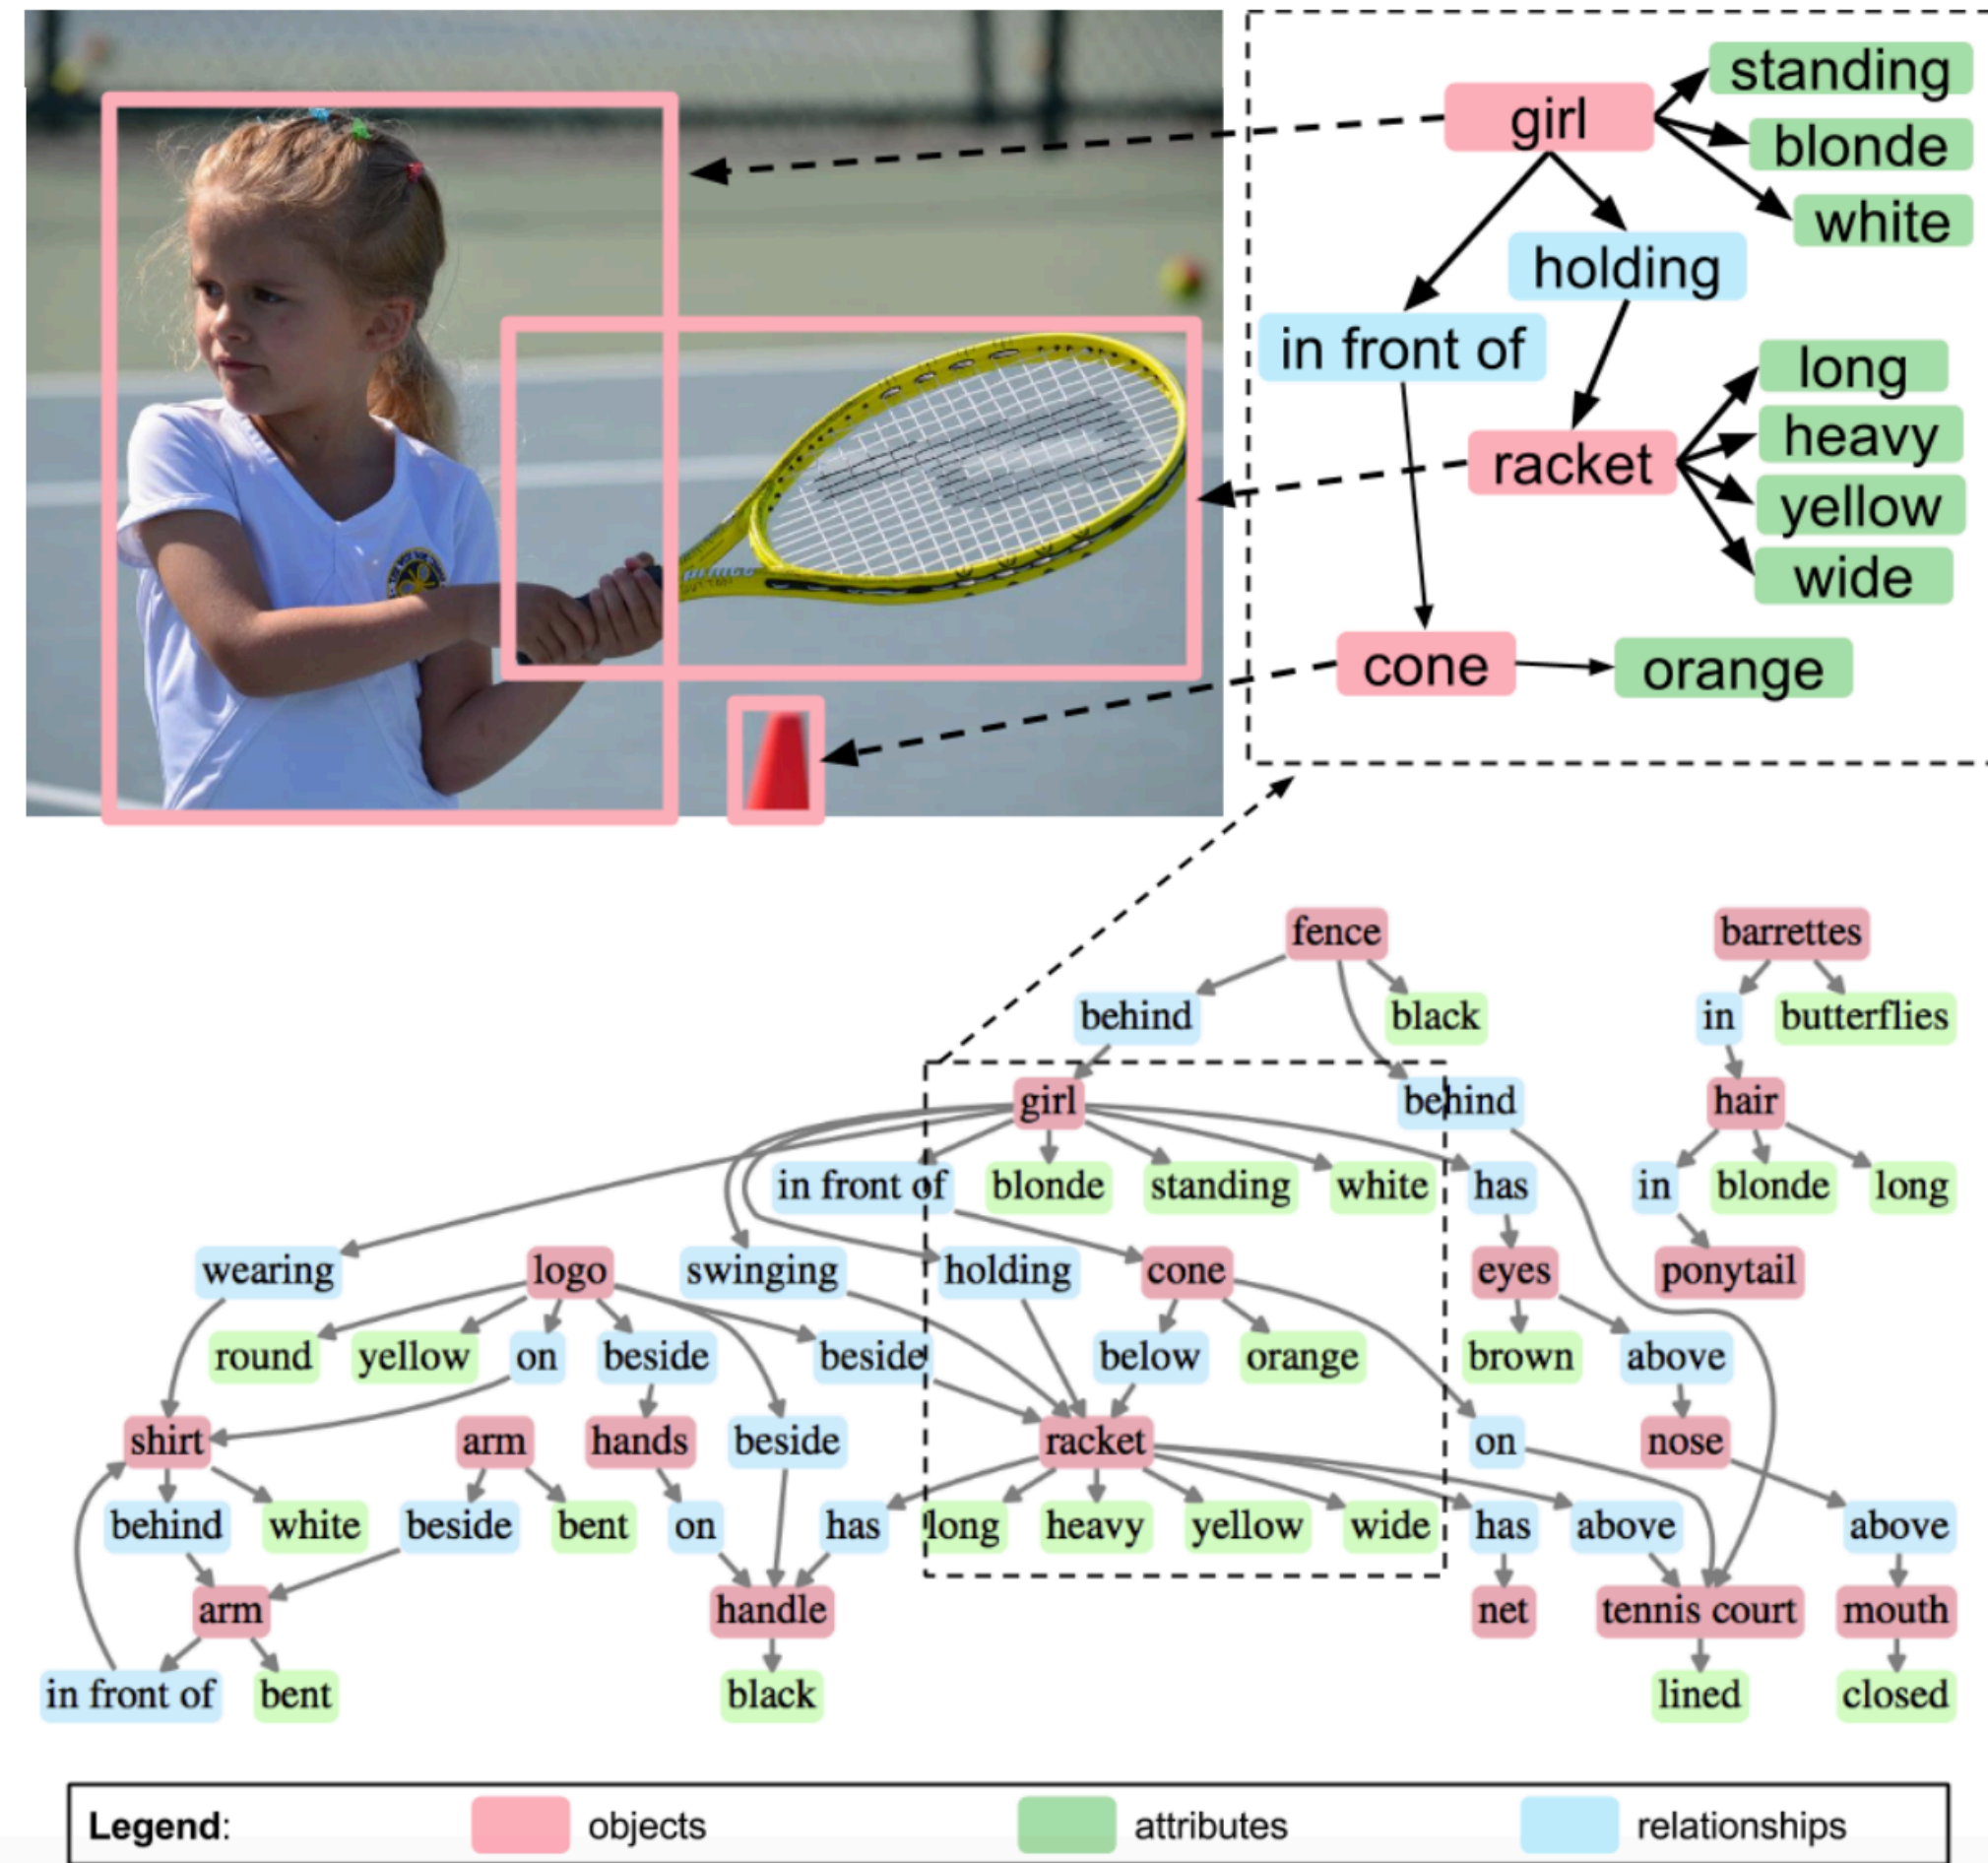 girl
standing
blonde
white
holding
in front of
long
heavy
racket
yellow
wide
cone
orange
fence
barrettes
behind
black
in
butterflies
girl
behind
hair
in front of
blonde
standing
white
has
in
blonde
long
wearing
logo
swinging
holding
cone
eyes
ponytail
round
yellow
on
beside
beside
below
orange
brown
above
shirt
arm
hands
beside
racket
on
nose
behind
white
beside
bent
on
has
long
heavy
yellow
wide
has
above
above
arm
handle
net
tennis court
mouth
in front of
bent
black
lined
closed
Legend:
objects
attributes
relationships